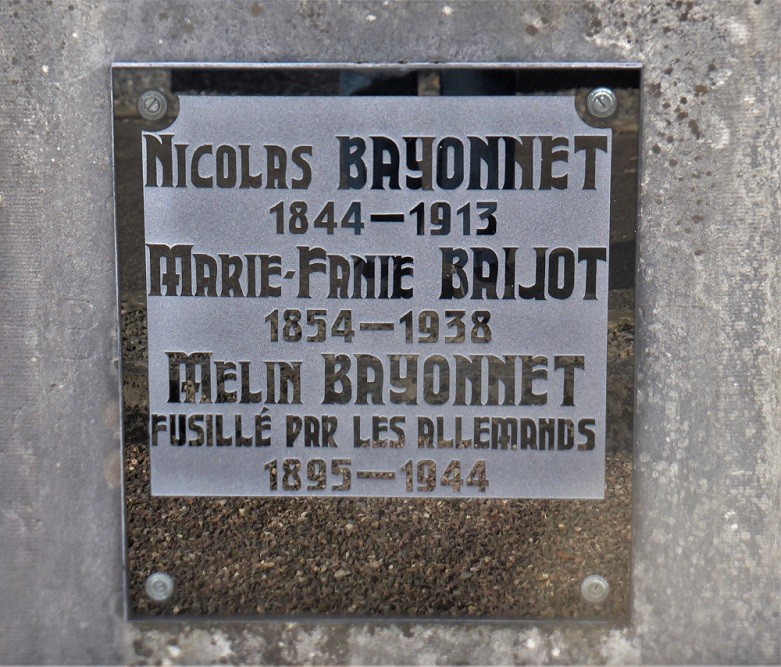 Nicolas BAYONNET
1844—1913
Marie-Fanie BAIJOT
1854—1938
Melin BAYONNET
FUSILLÉ PAR LES ALLEMANDS
1895—1944